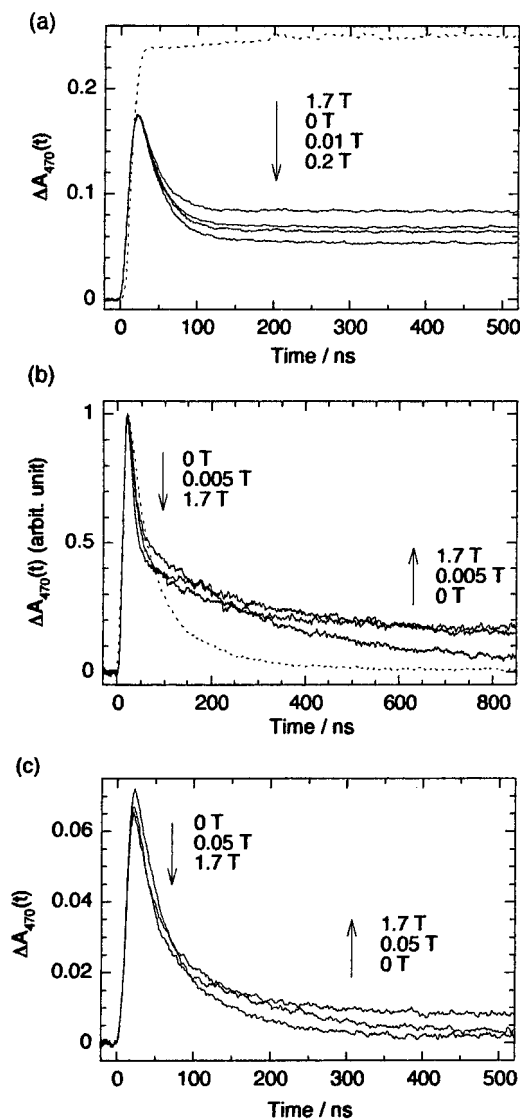 (a)
ΔA470(t)
0.2
0.1
0
1.7 T
0 T
0.01 T
0.2 T
0 100 200 300 400 500
Time / ns
(b)
ΔA470(t) (arbit. unit)
1
0.5
0
0 T
0.005 T
1.7 T
1.7 T
0.005 T
0 T
0 200 400 600 800
Time / ns
(c)
ΔA470(t)
0.06
0.04
0.02
0
0 T
0.05 T
1.7 T
1.7 T
0.05 T
0 T
0 100 200 300 400 500
Time / ns